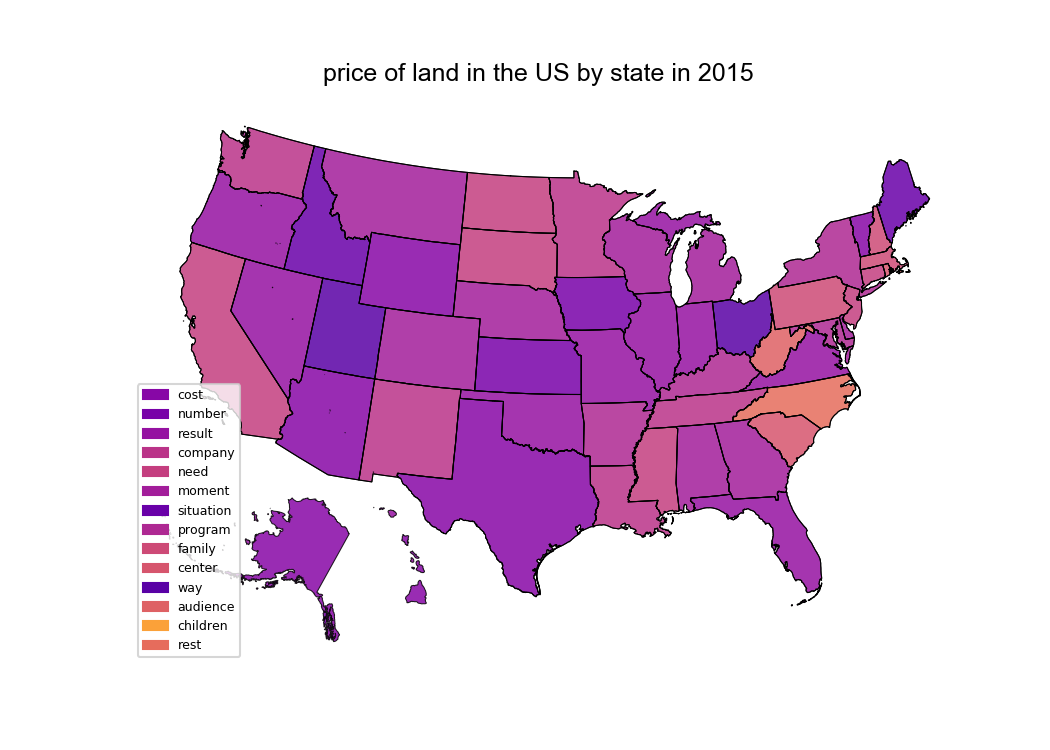 price of land in the US by state in 2015
cost
number
result
company
need
moment
situation
program
family
center
way
audience
children
rest